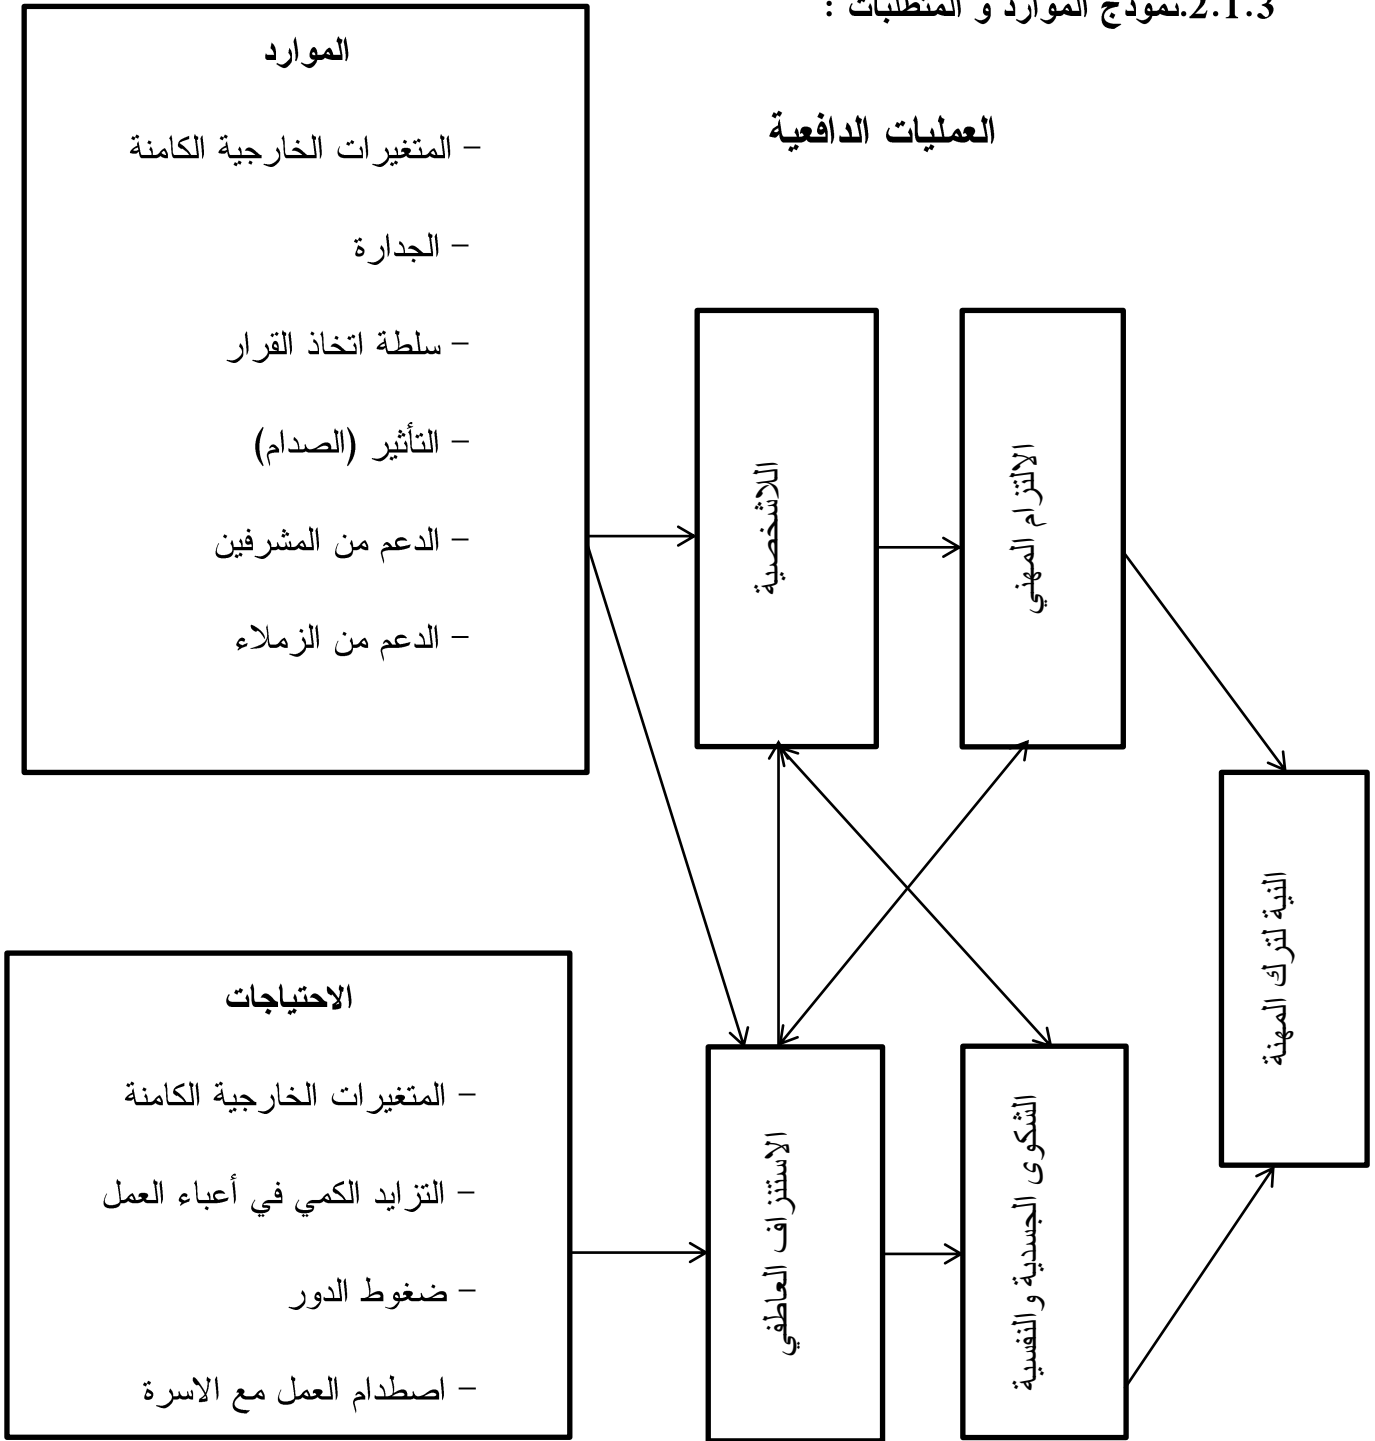 2.1.3.نموذج الموارد و المتطلبات :
العمليات الدافعية
الموارد
- المتغيرات الخارجية الكامنة
- الجدارة
- سلطة اتخاذ القرار
- التأثير (الصدام)
- الدعم من المشرفين
- الدعم من الزملاء
اللاشخصية
الالتزام المهني
النية لترك المهنة
الاحتياجات
- المتغيرات الخارجية الكامنة
- التزايد الكمي في أعباء العمل
- ضغوط الدور
- اصطدام العمل مع الاسرة
الاستنزاف العاطفي
الشكوى الجسدية والنفسية